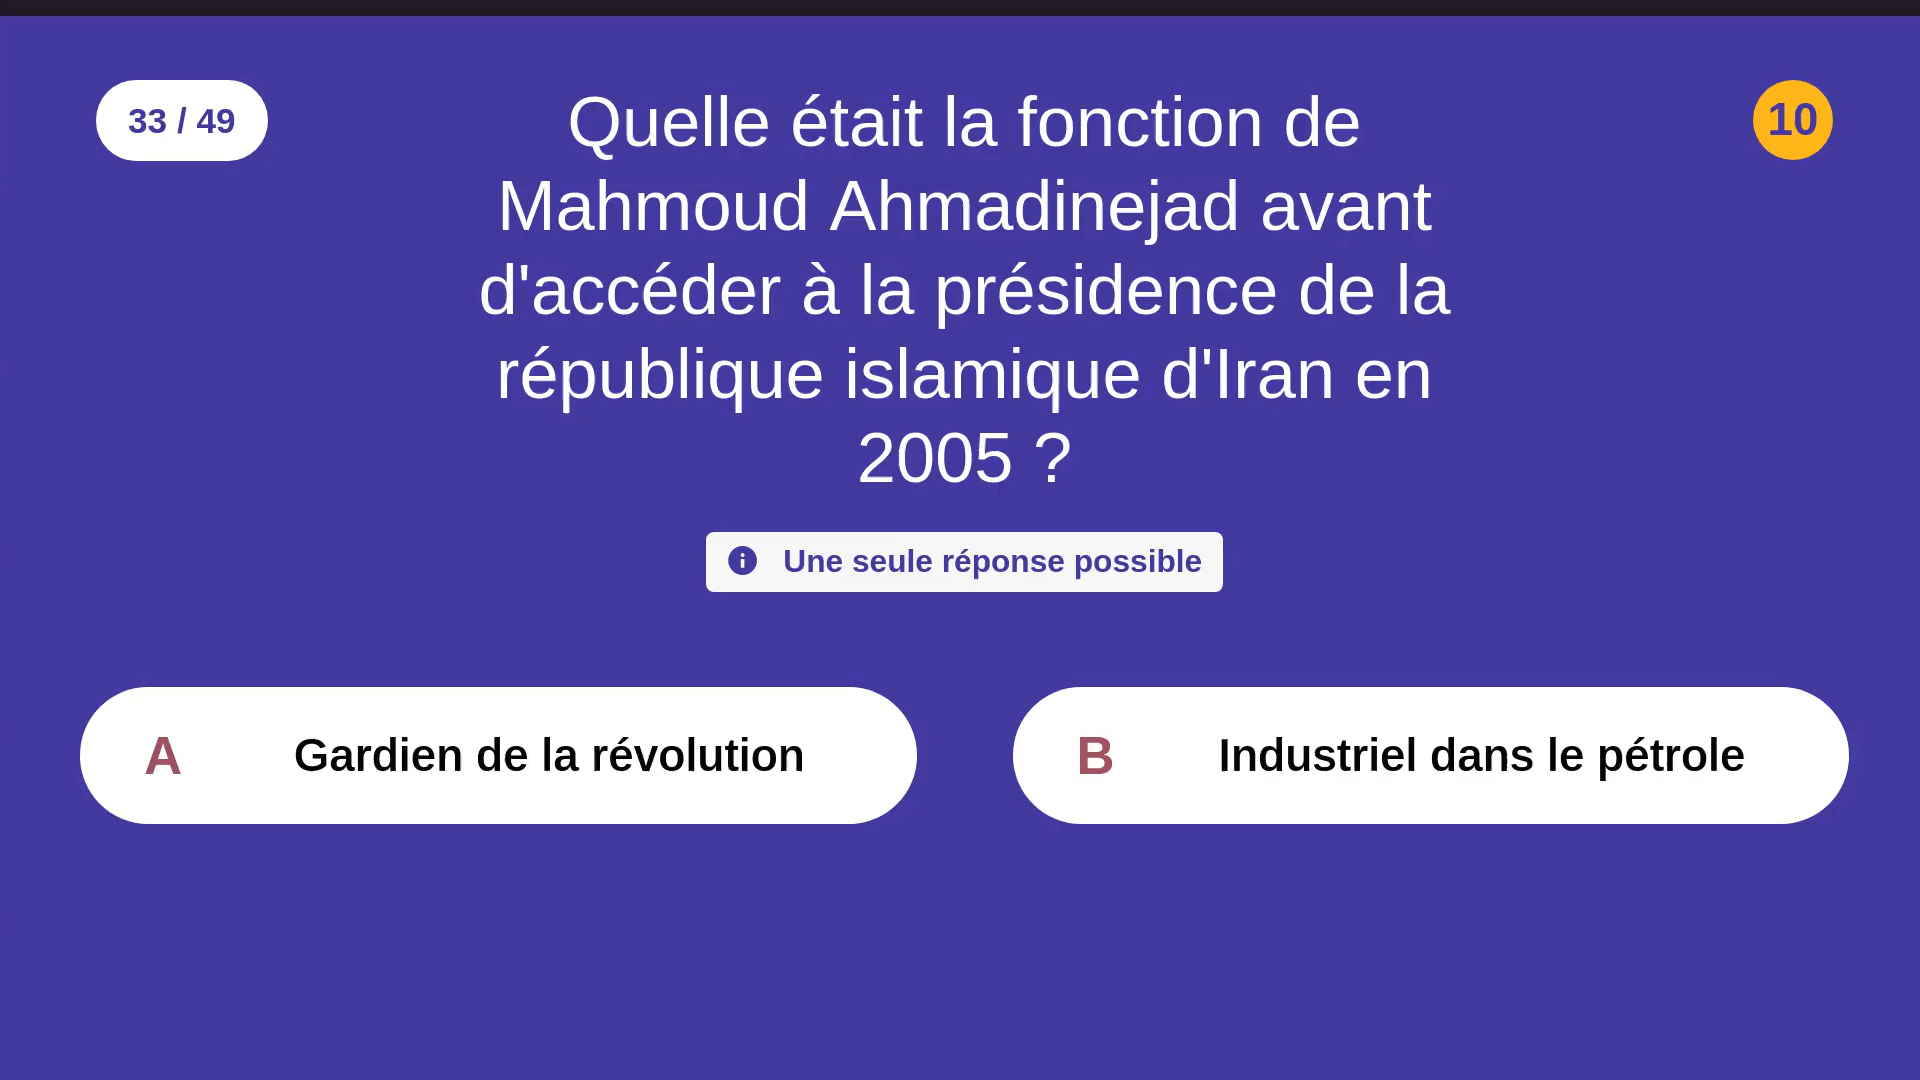 33 / 49
Quelle était la fonction de
Mahmoud Ahmadinejad avant
d'accéder à la présidence de la
république islamique d'Iran en
2005 ?
10
Une seule réponse possible
A Gardien de la révolution
B Industriel dans le pétrole